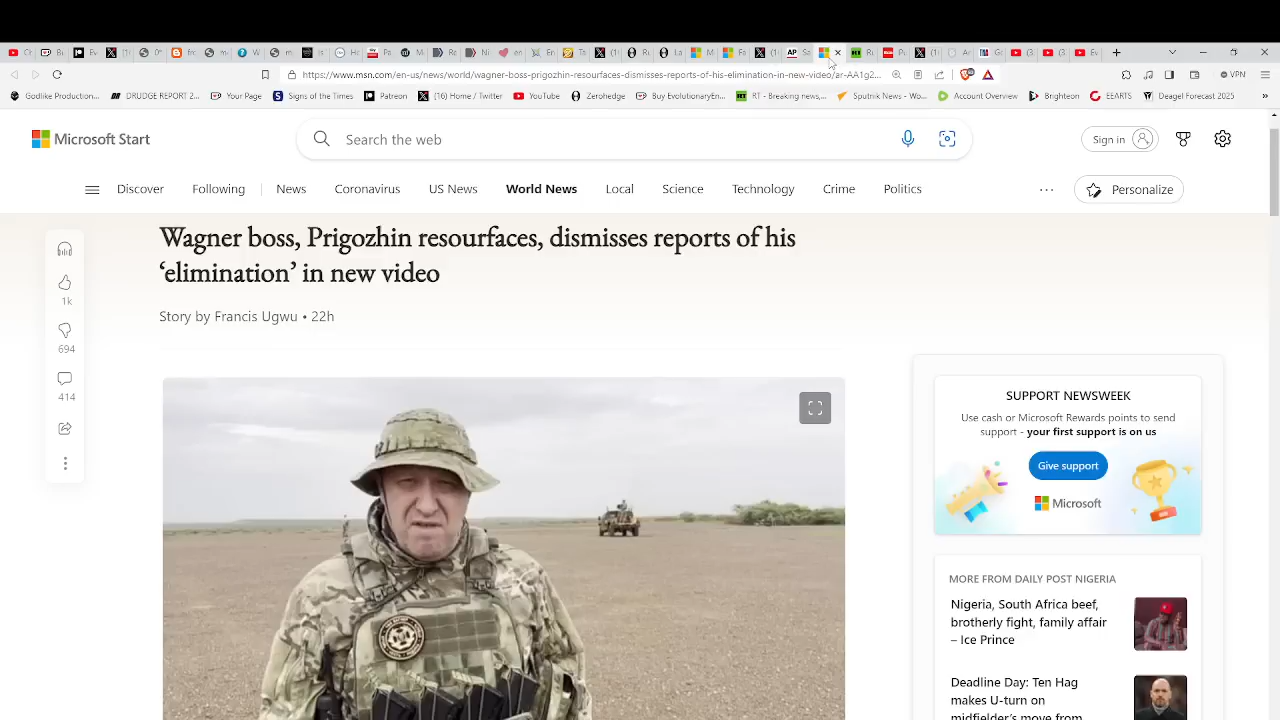 https://www.msn.com/en-us/news/world/wagner-boss-prigozhin-resourfaces-dismisses-reports-of-his-elimination-in-new-video/ar-AA1g2...
VPN
Godlike Production...
DRUDGE REPORT 2...
Your Page
Signs of the Times
Patreon
(16) Home / Twitter
YouTube
Zerohedge
Buy EvolutionaryEn...
RT - Breaking news,...
Sputnik News - Wo...
Account Overview
Brighteon
EEARTS
Deagel Forecast 2025
Microsoft Start
Search the web
Sign in
Discover
Following
News
Coronavirus
US News
World News
Local
Science
Technology
Crime
Politics
Personalize
Wagner boss, Prigozhin resourfaces, dismisses reports of his
‘elimination’ in new video
Story by Francis Ugwu • 22h
1k
694
414
SUPPORT NEWSWEEK
Use cash or Microsoft Rewards points to send
support - your first support is on us
Give support
Microsoft
MORE FROM DAILY POST NIGERIA
Nigeria, South Africa beef,
brotherly fight, family affair
– Ice Prince
Deadline Day: Ten Hag
makes U-turn on
midfielder’s move from